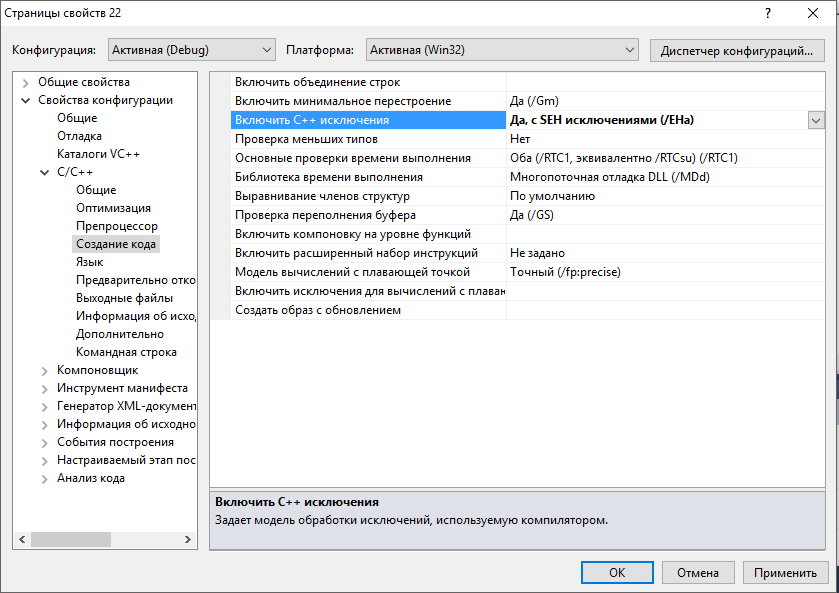 Страницы свойств 22
?
Конфигурация: Активная (Debug) Платформа: Активная (Win32) Диспетчер конфигураций...
Общие свойства
Свойства конфигурации
Общие
Отладка
Каталоги VC++
C/C++
Общие
Оптимизация
Препроцессор
Создание кода
Язык
Предварительно отко
Выходные файлы
Информация об исход
Дополнительно
Командная строка
Компоновщик
Инструмент манифеста
Генератор XML-документ
Информация об исходно
События построения
Настраиваемый этап пос
Анализ кода
Включить объединение строк
Включить минимальное перестроение Да (/Gm)
Включить C++ исключения Да, с SEH исключениями (/EHa)
Проверка меньших типов Нет
Основные проверки времени выполнения Оба (/RTC1, эквивалентно /RTCsu) (/RTC1)
Библиотека времени выполнения Многопоточная отладка DLL (/MDd)
Выравнивание членов структур По умолчанию
Проверка переполнения буфера Да (/GS)
Включить компоновку на уровне функций
Включить расширенный набор инструкций Не задано
Модель вычислений с плавающей точкой Точный (/fp:precise)
Включить исключения для вычислений с плаваю
Создать образ с обновлением
Включить C++ исключения
Задает модель обработки исключений, используемую компилятором.
ОК Отмена Применить